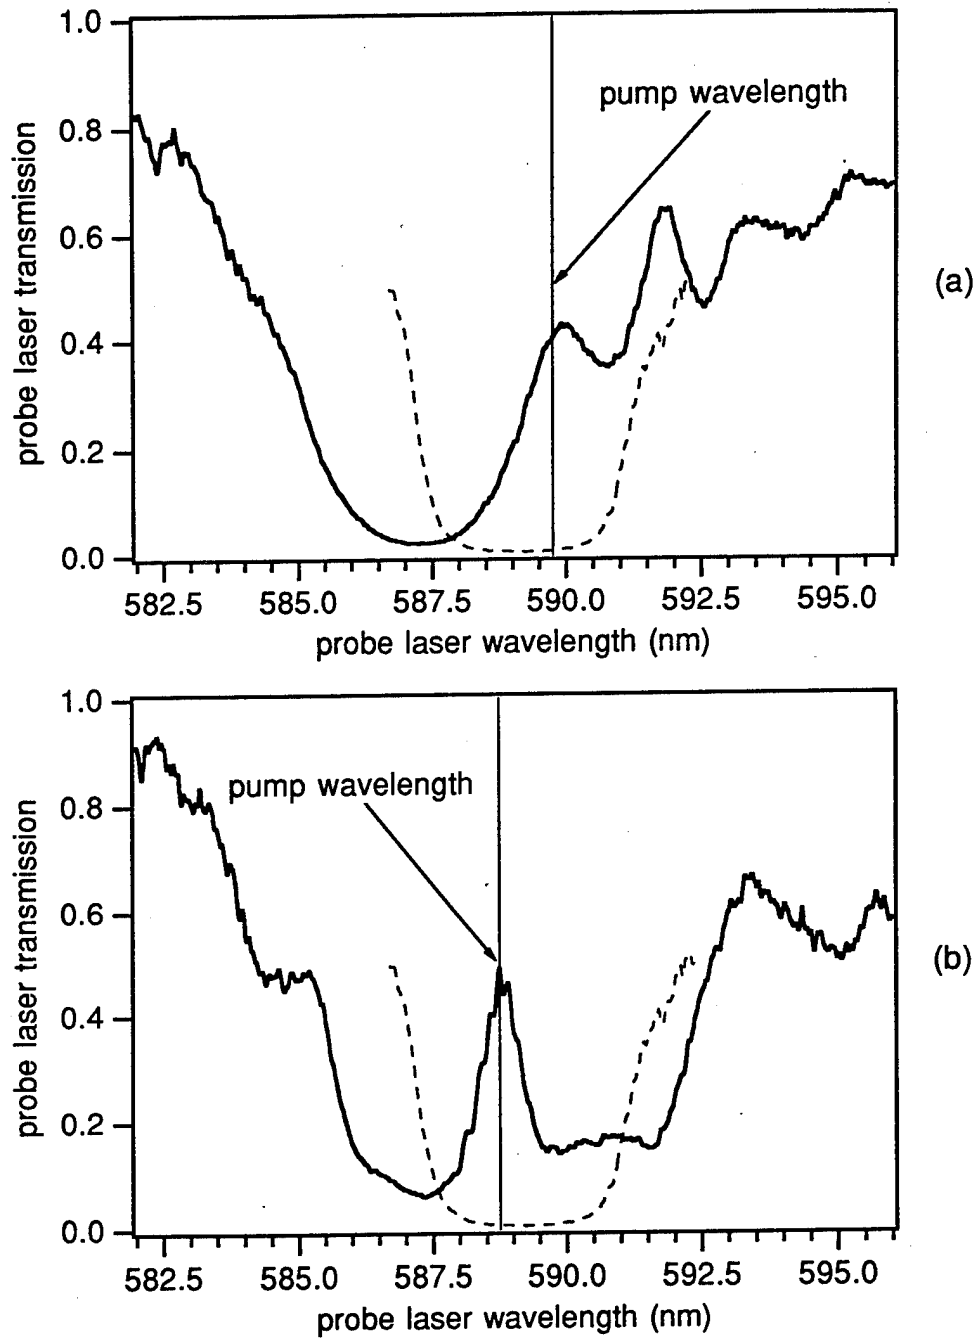 1.0
0.8
0.6
0.4
0.2
0.0
probe laser transmission
pump wavelength
(a)
582.5 585.0 587.5 590.0 592.5 595.0
probe laser wavelength (nm)
1.0
0.8
0.6
0.4
0.2
0.0
probe laser transmission
pump wavelength
(b)
582.5 585.0 587.5 590.0 592.5 595.0
probe laser wavelength (nm)